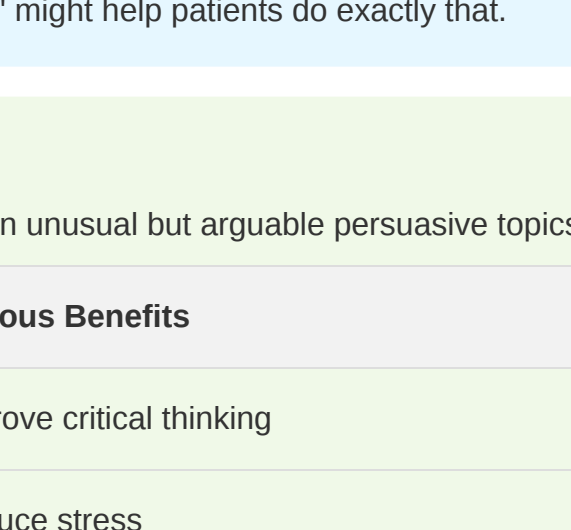 " might help patients do exactly that.
n unusual but arguable persuasive topics
ous Benefits
rove critical thinking
uce stress